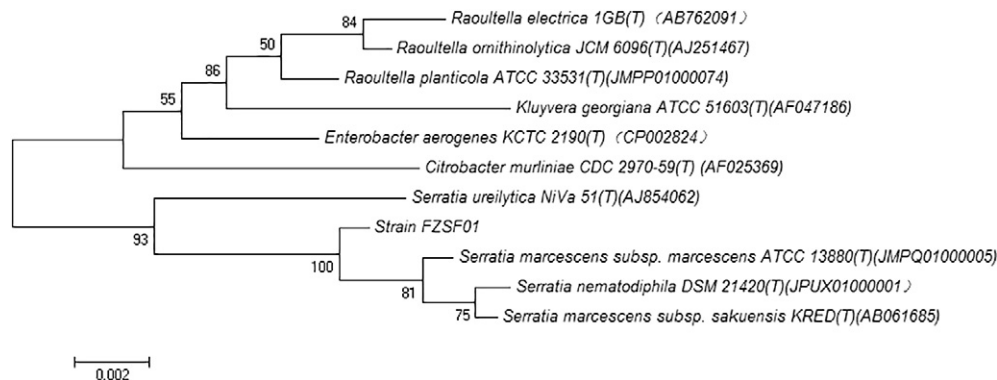 84
Raoultella electrica 1GB(T)（AB762091）
50
Raoultella ornithinolytica JCM 6096(T)(AJ251467)
86
Raoultella planticola ATCC 33531(T)(JMPP01000074)
55
Kluyvera georgiana ATCC 51603(T)(AF047186)
Enterobacter aerogenes KCTC 2190(T)（CP002824）
Citrobacter murliniae CDC 2970-59(T) (AF025369)
Serratia ureilytica NiVa 51(T)(AJ854062)
93
Strain FZSF01
100
Serratia marcescens subsp. marcescens ATCC 13880(T)(JMPQ01000005)
81
Serratia nematodiphila DSM 21420(T)(JPUX01000001）
75
Serratia marcescens subsp. sakuensis KRED(T)(AB061685)
0.002